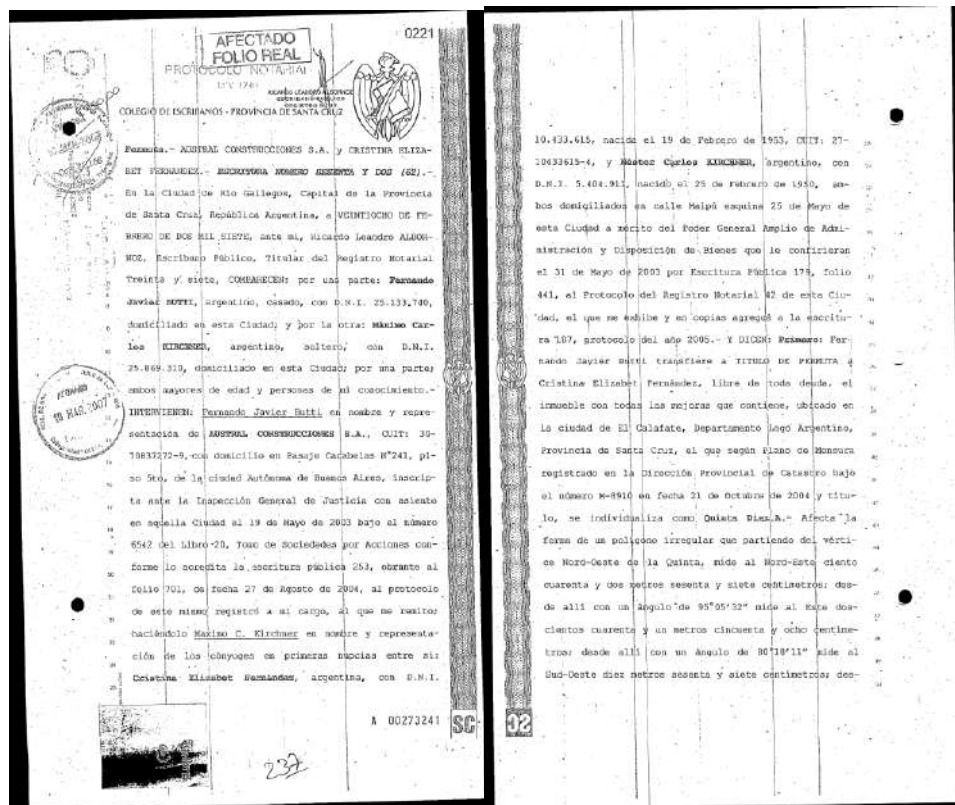 0221
AFECTADO
FOLIO REAL
PROTOCOLO NOTARIAL
COLEGIO DE ESCRIBANOS - PROVINCIA DE SANTA CRUZ
Permuta.- AUSTRAL CONSTRUCCIONES S.A. y CRISTINA ELIZA-
BET FERNANDEZ.- ESCRITURA NUMERO SESENTA Y DOS (62).-
En la Ciudad de Río Gallegos, Capital de la Provincia
de Santa Cruz, República Argentina, a VEINTIOCHO DE FE-
BRERO DE DOS MIL SIETE, ante mi, Ricardo Leandro ALBOR-
NOZ, Escribano Público, Titular del Registro Notarial
Treinta y siete, COMPARECEN: por una parte: Fernando
Javier BUTTI, argentino, casado, con D.N.I. 25.133.740,
domiciliado en esta Ciudad; y por la otra: Máximo Car-
los KIRCHNER, argentino, soltero, con D.N.I.
25.869.310, domiciliado en esta Ciudad; por una parte;
ambos mayores de edad y personas de mi conocimiento.-
INTERVIENEN: Fernando Javier Butti en nombre y repre-
sentación de AUSTRAL CONSTRUCCIONES S.A., CUIT: 30-
70837272-9, con domicilio en Pasaje Carabelas N°241, pi-
so 5to, de la ciudad Autónoma de Buenos Aires, inscrip-
ta ante la Inspección General de Justicia con asiento
en aquella Ciudad el 19 de Mayo de 2003 bajo el número
6542 del Libro 20, Tomo de Sociedades por Acciones con-
forme lo acredita la escritura pública 253, obrante al
folio 701, de fecha 27 de Agosto de 2004, al protocolo
de este mismo registro a mi cargo, al que me remito;
haciéndolo Maximo C. Kirchner en nombre y representa-
ción de los cónyuges en primeras nupcias entre si:
Cristina Elisabet Fernández, argentina, con D.N.I.
A 00273241
SC
237
10.433.615, nacida el 19 de Febrero de 1953, CUIT: 27-
10433615-4, y Néstor Carlos KIRCHNER, argentino, con
D.N.I. 5.404.911, nacido el 25 de Febrero de 1950, am-
bos domiciliados en calle Maipú esquina 25 de Mayo de
esta Ciudad a mérito del Poder General Amplio de Admi-
nistración y Disposición de Bienes que le confirieran
el 31 de Mayo de 2003 por Escritura Pública 179, folio
441, al Protocolo del Registro Notarial 42 de esta Ciu-
dad, el que me exhibe y en copias agregué a la escritu-
ra 187, protocolo del año 2005.- Y DICEN: Primero: Fer-
nando Javier Butti transfiere a TITULO DE PERMUTA a
Cristina Elizabet Fernández, libre de toda deuda, el
inmueble con todas las mejoras que contiene, ubicado en
la ciudad de El Calafate, Departamento Lago Argentino,
Provincia de Santa Cruz, el que según Plano de Mensura
registrado en la Dirección Provincial de Catastro bajo
el número M-8910 en fecha 21 de Octubre de 2004 y títu-
lo, se individualiza como Quinta Diez.A.- Afecta la
forma de un polígono irregular que partiendo del vérti-
ce Nord-Oeste de la Quinta, mide al Nord-Este ciento
cuarenta y dos metros sesenta y siete centímetros; des-
de allí con un ángulo de 95°05'32" mide al Este dos-
cientos cuarenta y un metros cincuenta y ocho centíme-
tros; desde allí con un ángulo de 80°18'11" mide al
Sud-Oeste diez metros sesenta y siete centímetros; des-
SC